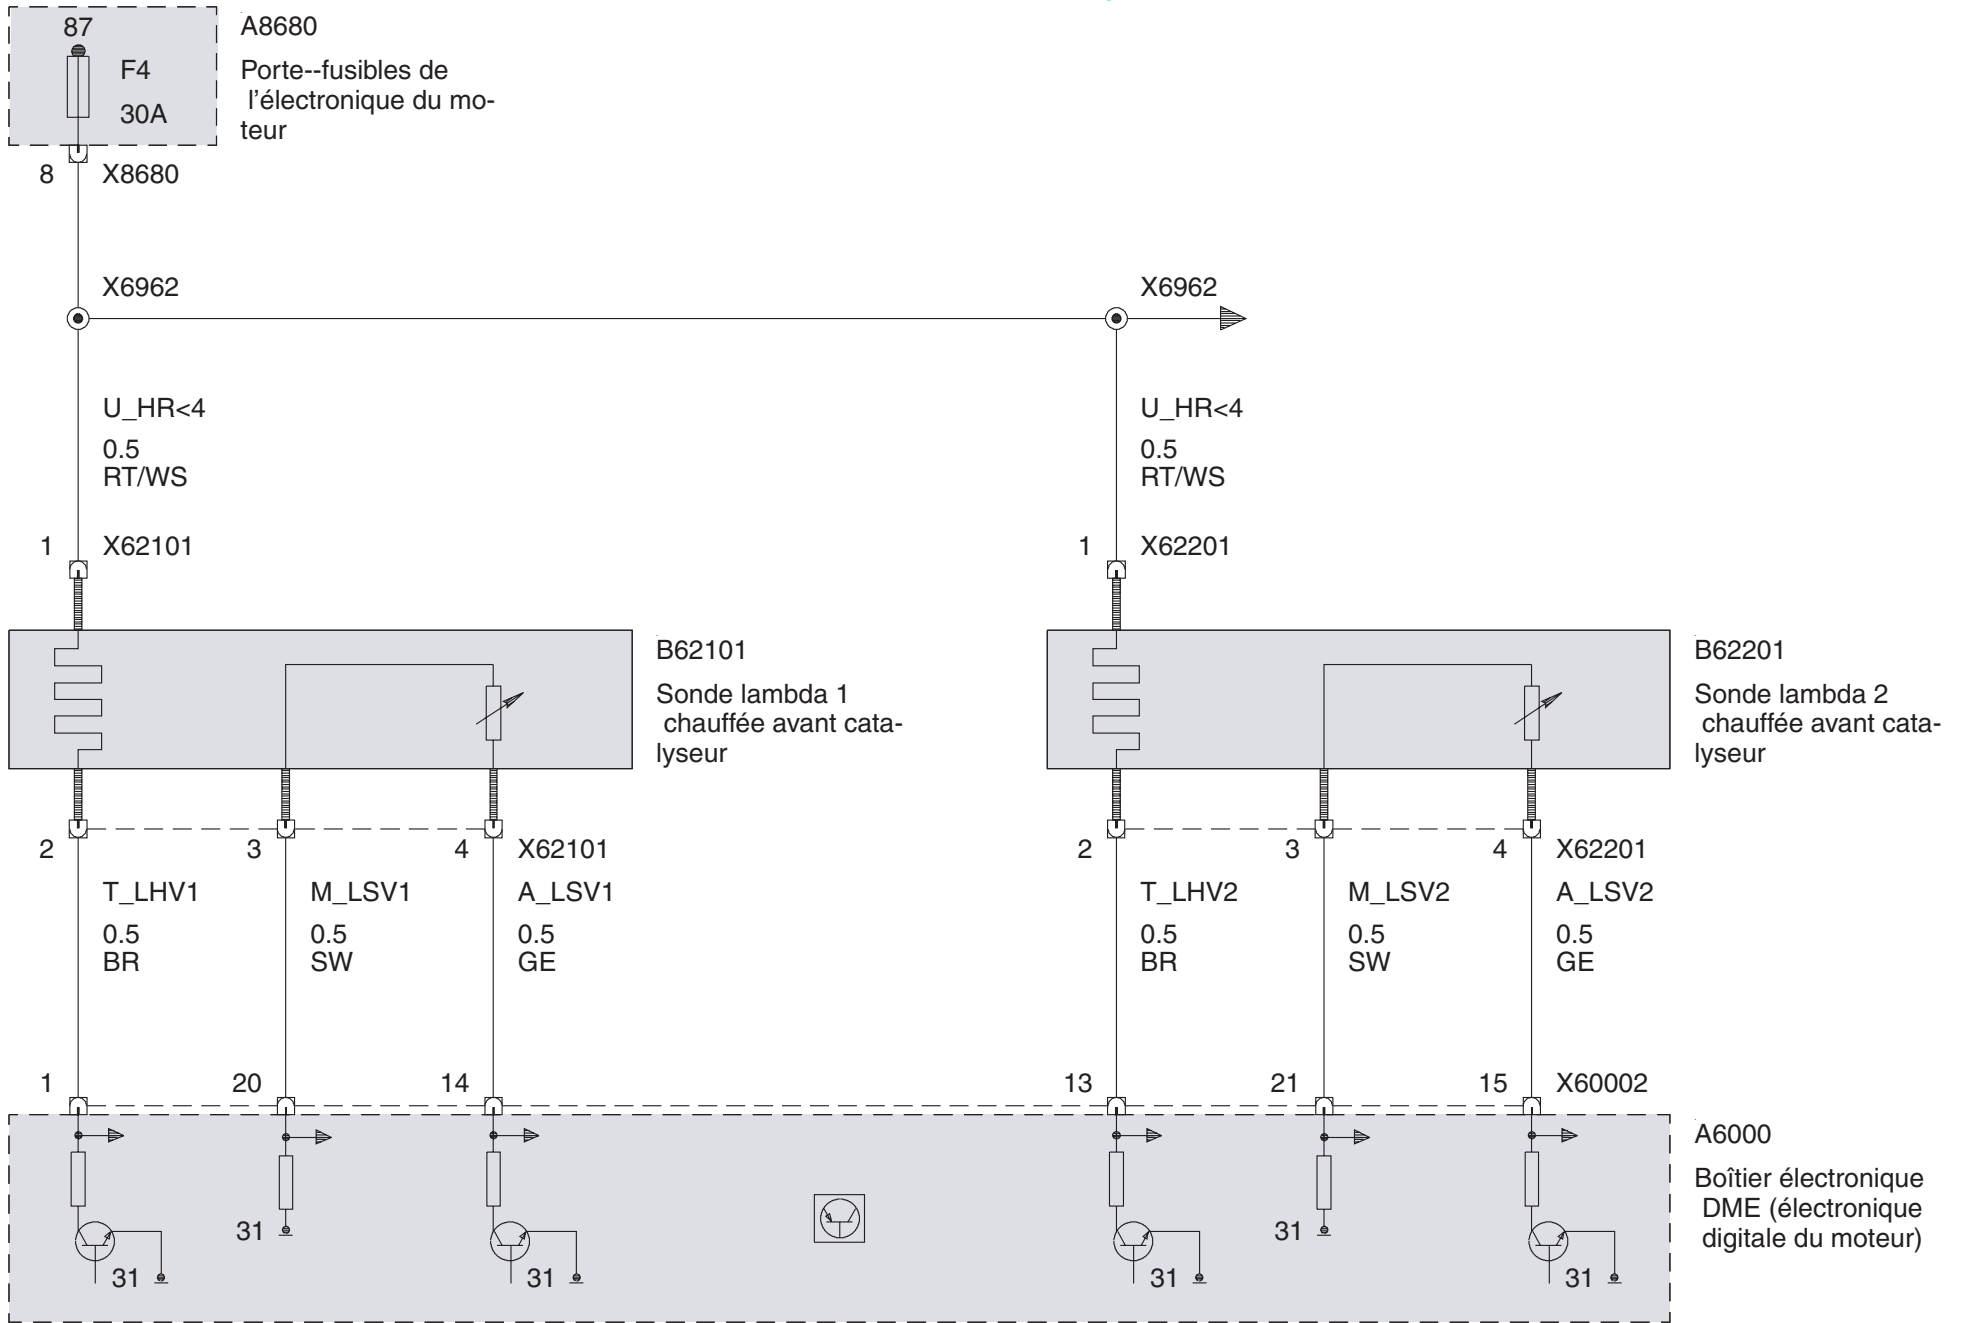 87
F4
30A
A8680
Porte--fusibles de
l'électronique du mo-
teur
8 X8680
X6962 X6962
U_HR<4 U_HR<4
0.5 0.5
RT/WS RT/WS
1 X62101 1 X62201
B62101
Sonde lambda 1
chauffée avant cata-
lyseur
B62201
Sonde lambda 2
chauffée avant cata-
lyseur
2 3 4 X62101 2 3 4 X62201
T_LHV1 M_LSV1 A_LSV1 T_LHV2 M_LSV2 A_LSV2
0.5 0.5 0.5 0.5 0.5 0.5
BR SW GE BR SW GE
1 20 14 13 21 15 X60002
A6000
Boîtier électronique
DME (électronique
digitale du moteur)
31 31
31 31 31 31